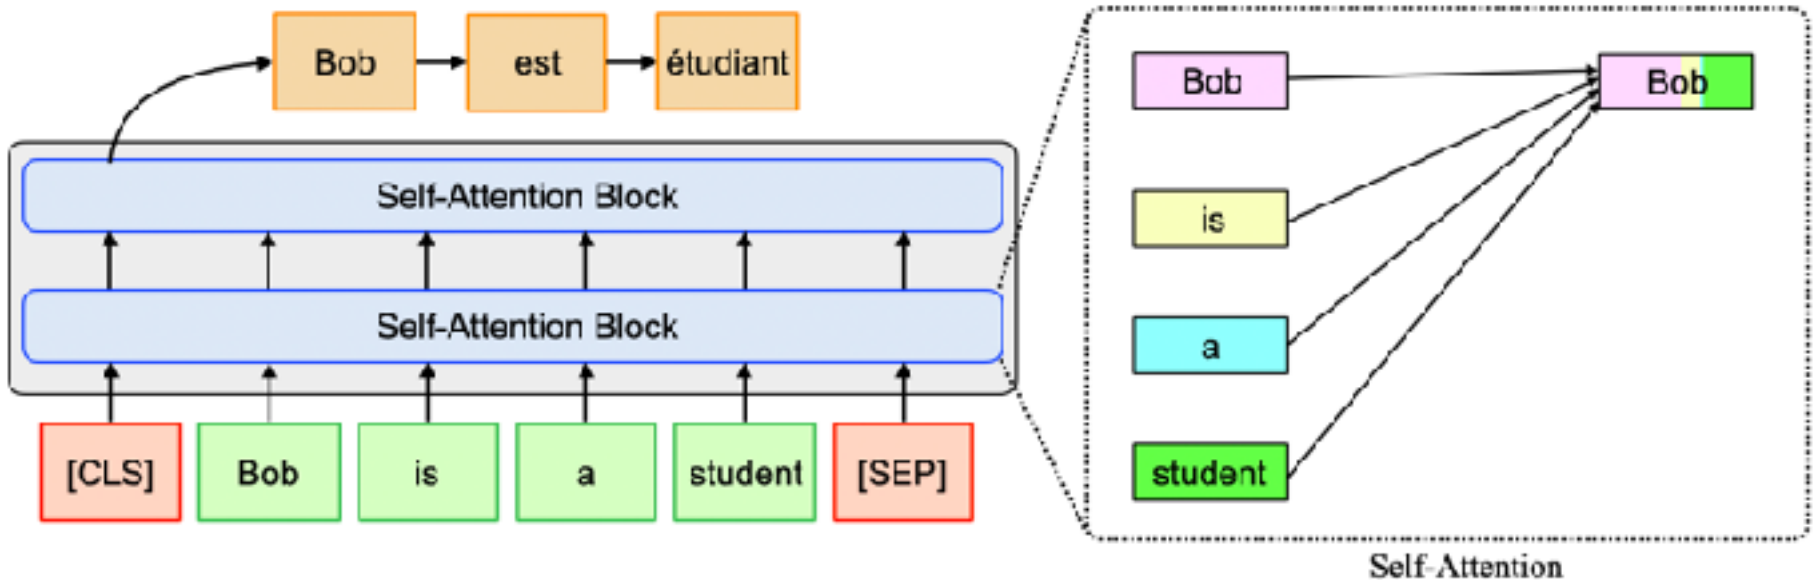 Bob est étudiant
Self-Attention Block
Self-Attention Block
[CLS] Bob is a student [SEP]
Bob Bob
is
a
student
Self-Attention